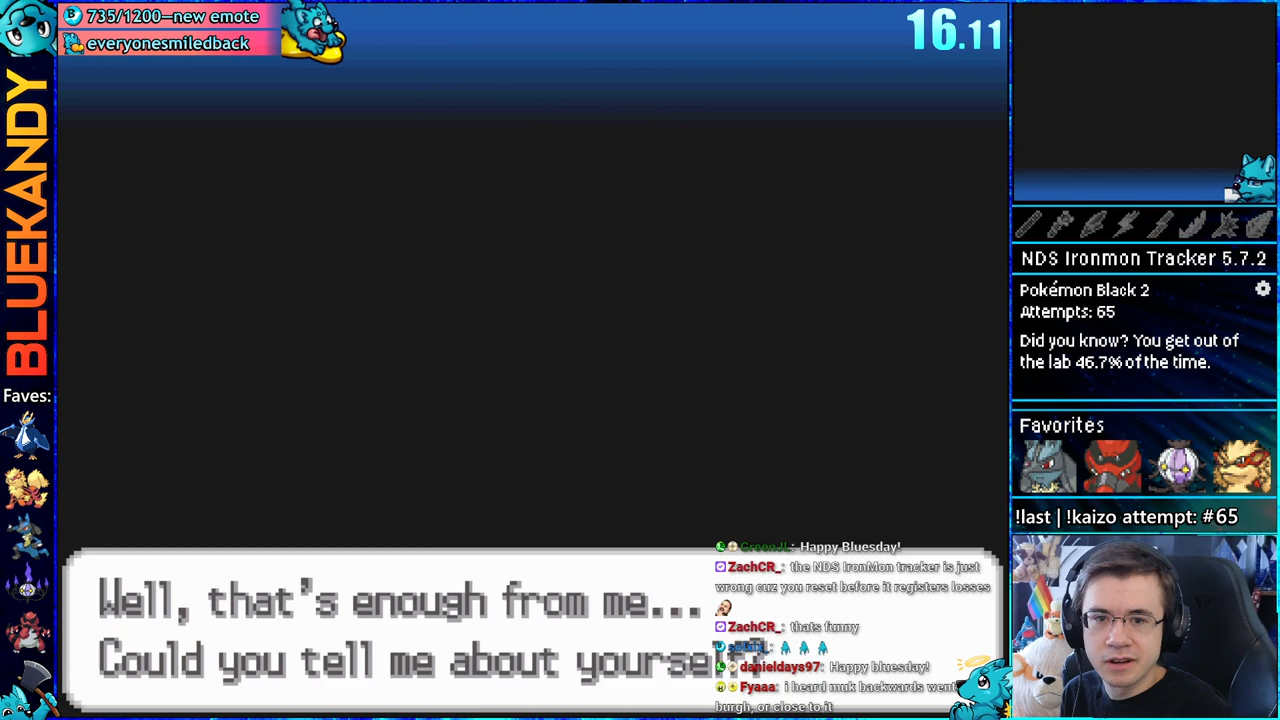 735/1200—new emote
everyonesmiledback
16.11
BLUEKANDY
Faves:
NDS Ironmon Tracker 5.7.2
Pokémon Black 2
Attempts: 65
Did you know? You get out of
the lab 46.7% of the time.
Favorites
!last | !kaizo attempt: #65
Well, that's enough from me...
Could you tell me about yourself?
GreenJL: Happy Bluesday!
ZachCR_: the NDS IronMon tracker is just
wrong cuz you reset before it registers losses
ZachCR_: thats funny
danieldays97: Happy bluesday!
Fyaaa: i heard muk backwards went
burgh, or close to it